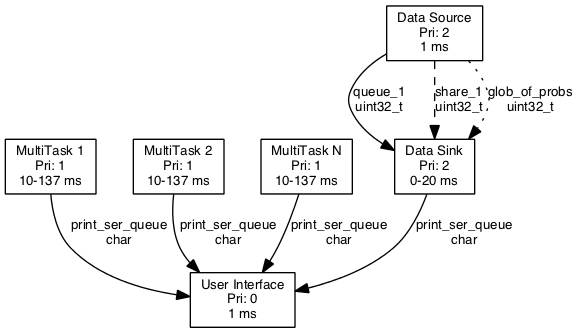 Data Source
Pri: 2
1 ms
queue_1
uint32_t
share_1
uint32_t
glob_of_probs
uint32_t
MultiTask 1
Pri: 1
10-137 ms
MultiTask 2
Pri: 1
10-137 ms
MultiTask N
Pri: 1
10-137 ms
Data Sink
Pri: 2
0-20 ms
print_ser_queue
char
print_ser_queue
char
print_ser_queue
char
print_ser_queue
char
User Interface
Pri: 0
1 ms